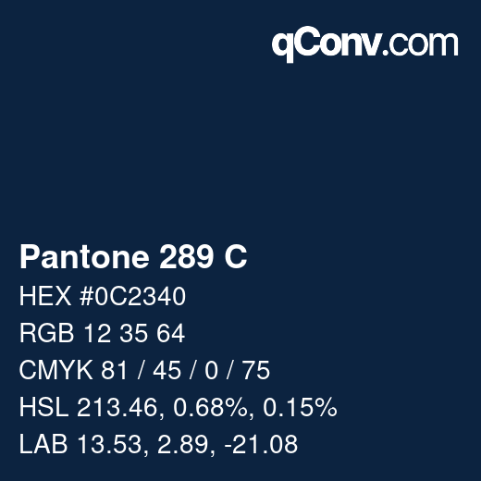 qConv.com
Pantone 289 C
HEX #0C2340
RGB 12 35 64
CMYK 81 / 45 / 0 / 75
HSL 213.46, 0.68%, 0.15%
LAB 13.53, 2.89, -21.08